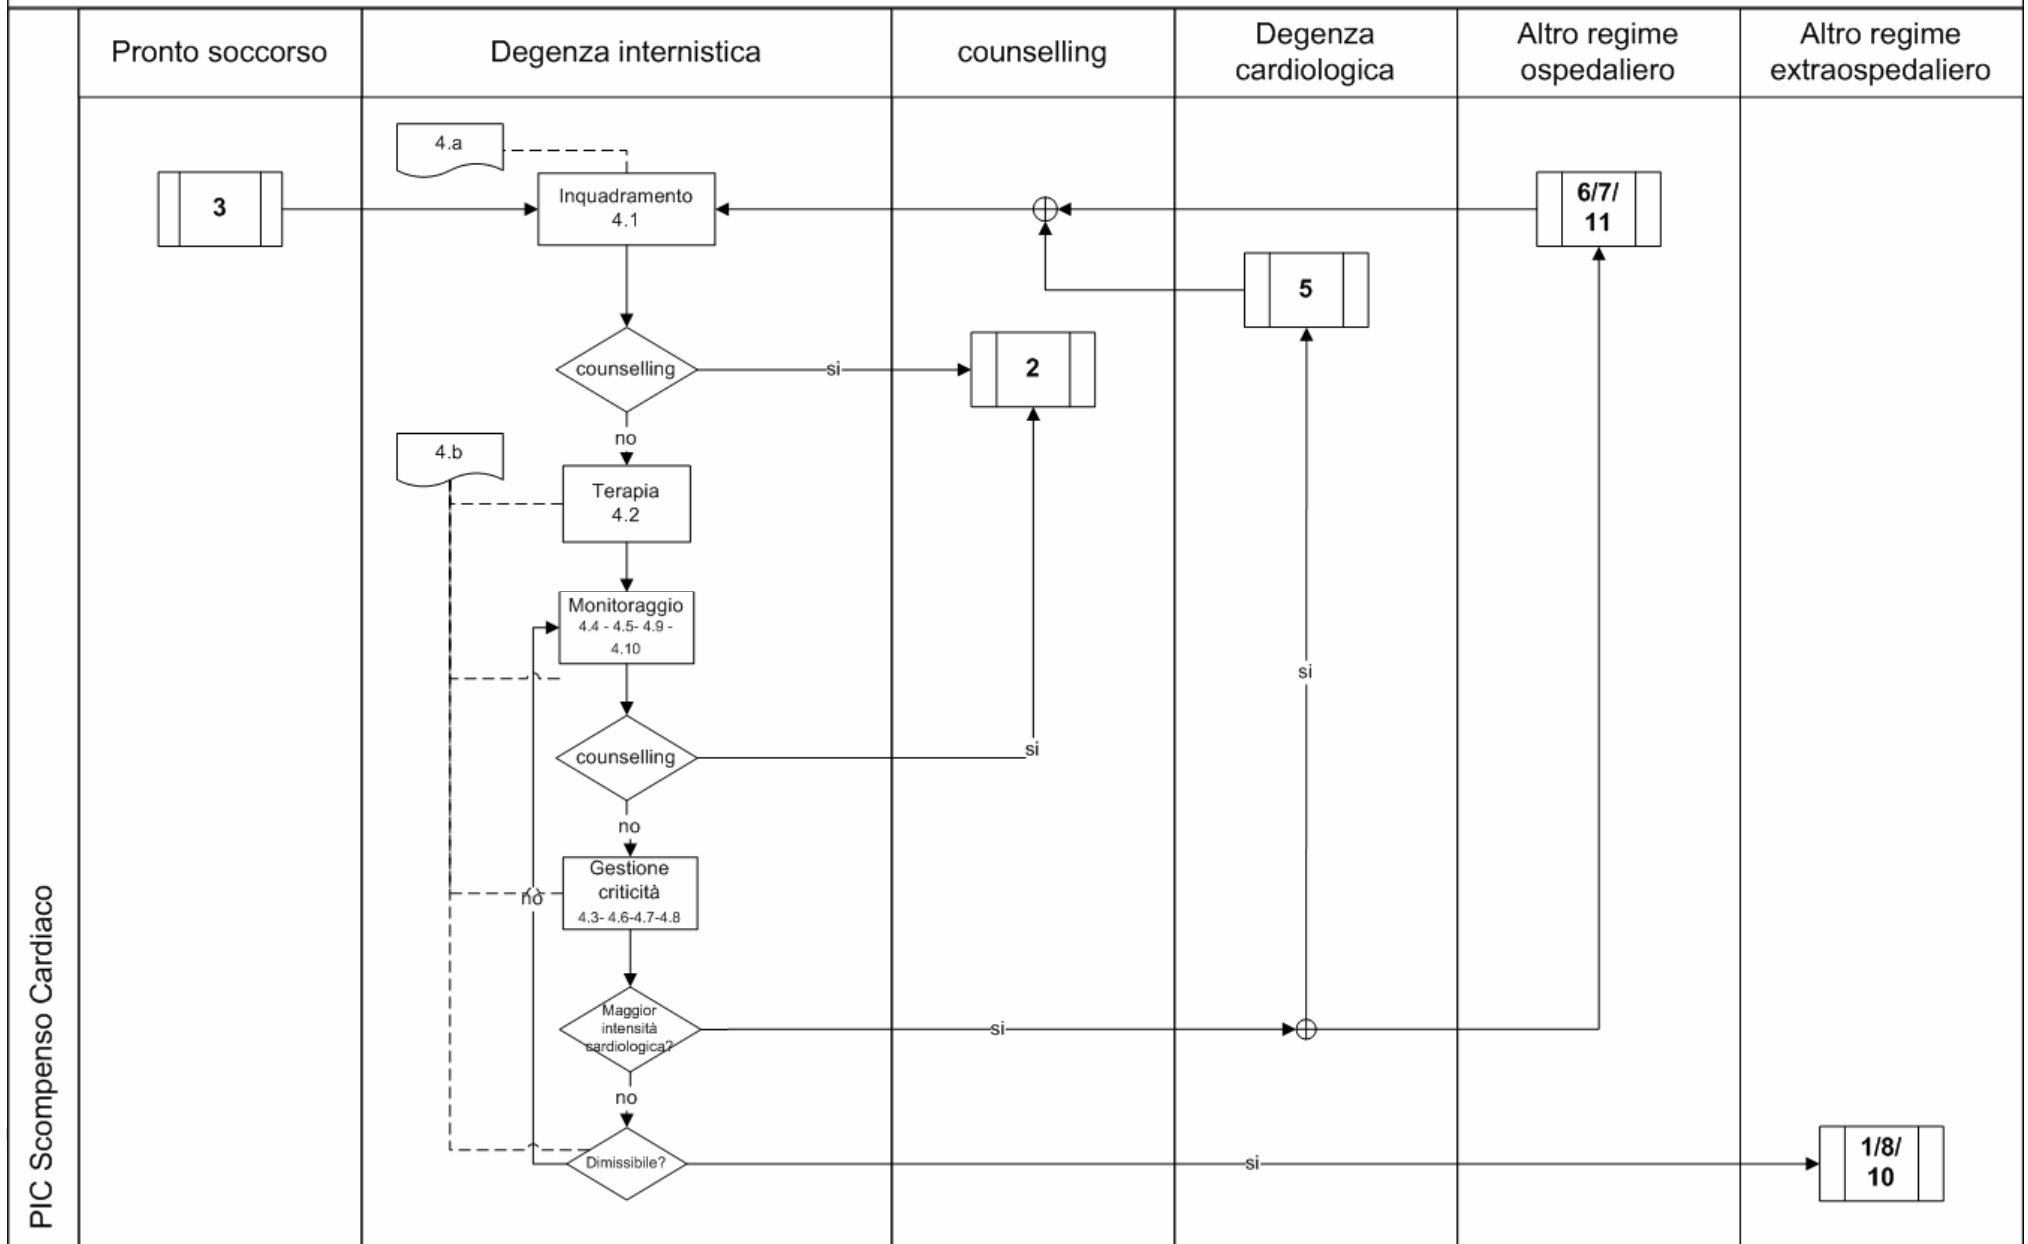 Pronto soccorso
Degenza internistica
counselling
Degenza
cardiologica
Altro regime
ospedaliero
Altro regime
extraospedaliero
4.a
3
Inquadramento
4.1
6/7/
11
5
counselling
si
2
no
4.b
Terapia
4.2
Monitoraggio
4.4 - 4.5- 4.9 -
4.10
si
counselling
si
no
Gestione
criticità
4.3- 4.6-4.7-4.8
no
Maggior
intensità
cardiologica?
si
no
Dimissibile?
si
1/8/
10
PIC Scompenso Cardiaco